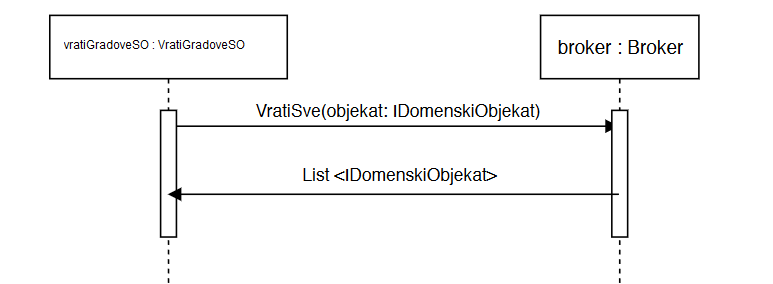 vratiGradoveSO : VratiGradoveSO
broker : Broker
VratiSve(objekat: IDomenskiObjekat)
List <IDomenskiObjekat>